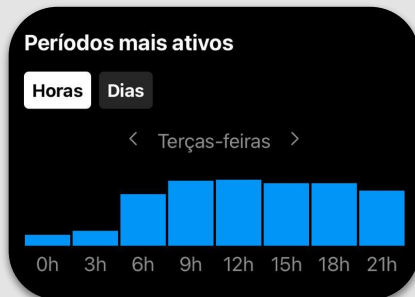 Períodos mais ativos
Horas Dias
Terças-feiras
0h 3h 6h 9h 12h 15h 18h 21h